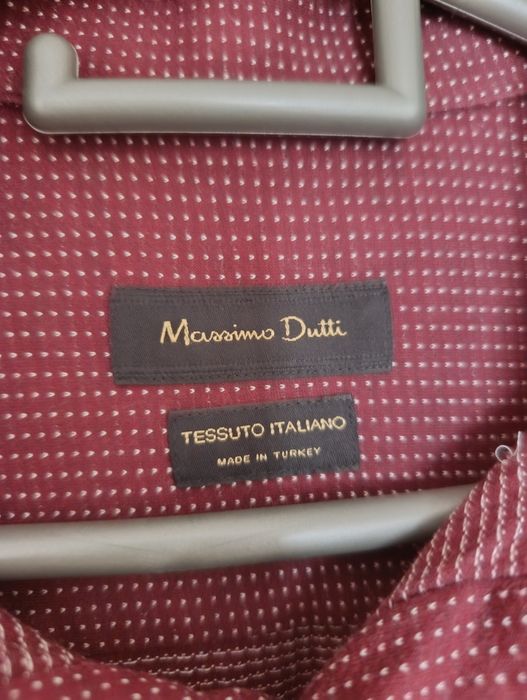 Massimo Dutti
TESSUTO ITALIANO
MADE IN TURKEY